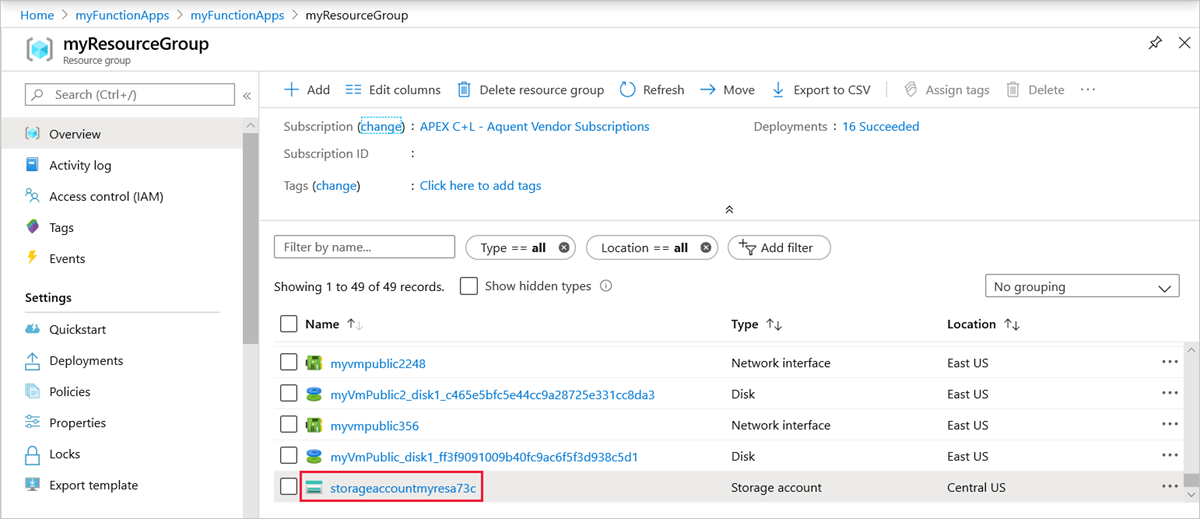 Home > myFunctionApps > myFunctionApps > myResourceGroup
myResourceGroup
Resource group
Search (Ctrl+/)
Overview
Activity log
Access control (IAM)
Tags
Events
Settings
Quickstart
Deployments
Policies
Properties
Locks
Export template
Add Edit columns Delete resource group Refresh Move Export to CSV Assign tags Delete ...
Subscription (change) : APEX C+L - Aquent Vendor Subscriptions Deployments : 16 Succeeded
Subscription ID :
Tags (change) : Click here to add tags
Filter by name... Type == all Location == all Add filter
Showing 1 to 49 of 49 records. Show hidden types No grouping
Name Type Location
myvmpublic2248 Network interface East US ...
myVmPublic2_disk1_c465e5bfc5e44cc9a28725e331cc8da3 Disk East US ...
myvmpublic356 Network interface East US ...
myVmPublic_disk1_ff3f9091009b40fc9ac6f5f3d938c5d1 Disk East US ...
storageaccountmyresa73c Storage account Central US ...